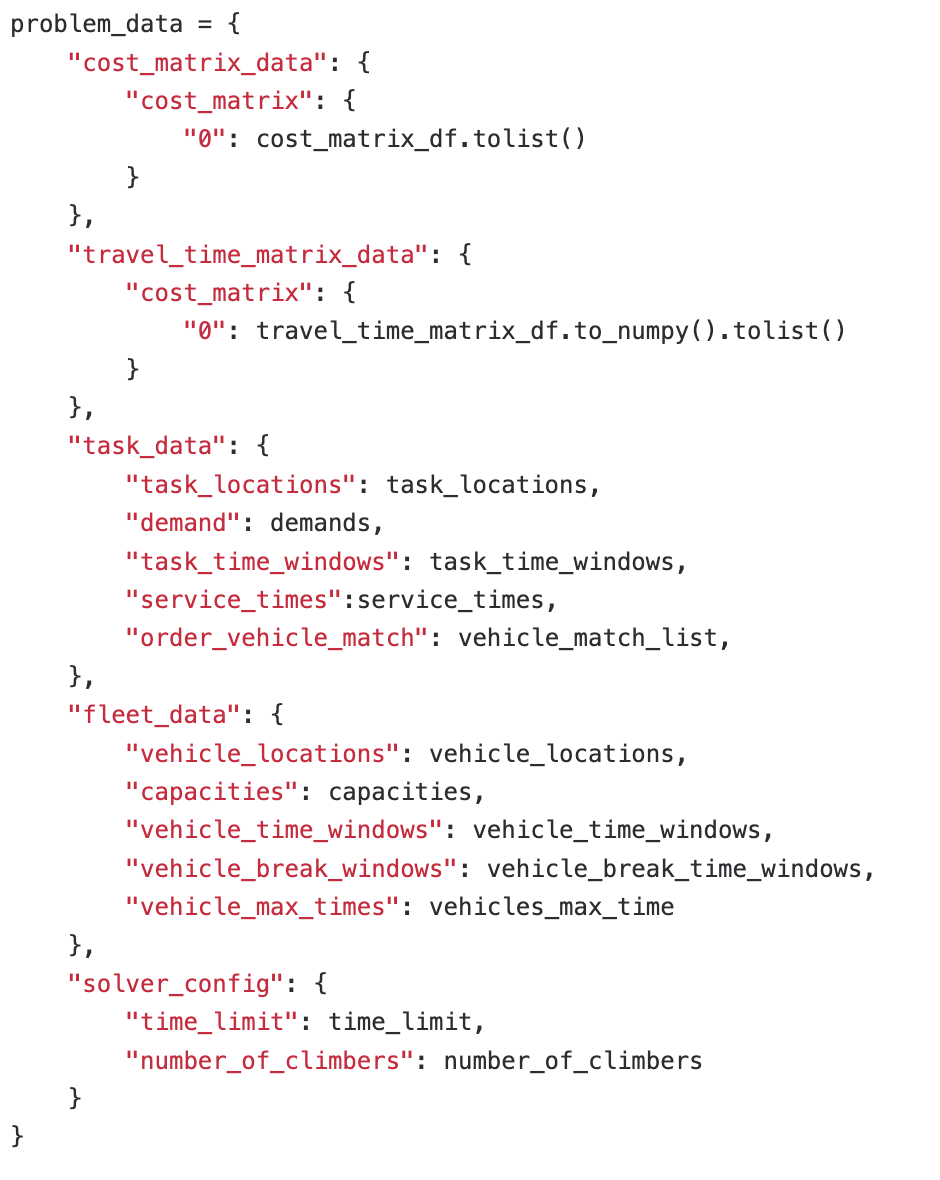 problem_data = {
    "cost_matrix_data": {
        "cost_matrix": {
            "0": cost_matrix_df.tolist()
        }
    },
    "travel_time_matrix_data": {
        "cost_matrix": {
            "0": travel_time_matrix_df.to_numpy().tolist()
        }
    },
    "task_data": {
        "task_locations": task_locations,
        "demand": demands,
        "task_time_windows": task_time_windows,
        "service_times":service_times,
        "order_vehicle_match": vehicle_match_list,
    },
    "fleet_data": {
        "vehicle_locations": vehicle_locations,
        "capacities": capacities,
        "vehicle_time_windows": vehicle_time_windows,
        "vehicle_break_windows": vehicle_break_time_windows,
        "vehicle_max_times": vehicles_max_time
    },
    "solver_config": {
        "time_limit": time_limit,
        "number_of_climbers": number_of_climbers
    }
}